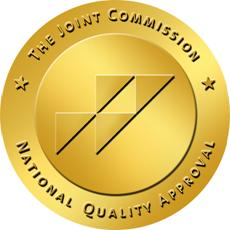 THE JOINT COMMISSION
NATIONAL QUALITY APPROVAL